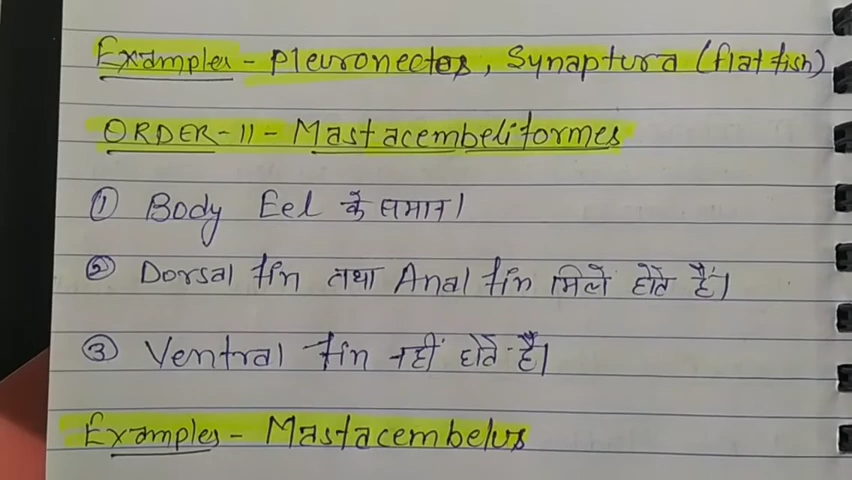 Examples - Pleuronectes, Synaptura (flat fish)
ORDER-11 - Mastacembeliformes
① Body Eel के समान।
② Dorsal fin तथा Anal fin मिले होते हैं।
③ Ventral fin नहीं होते हैं।
Examples - Mastacembelus